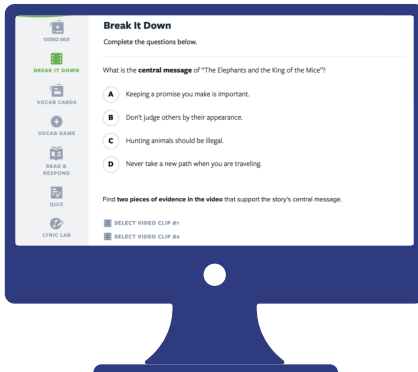 VIDEO MIX
BREAK IT DOWN
VOCAB CARDS
VOCAB GAME
READ &
RESPOND
QUIZ
LYRIC LAB
Break It Down
Complete the questions below.
What is the central message of "The Elephants and the King of the Mice"?
A Keeping a promise you make is important.
B Don't judge others by their appearance.
C Hunting animals should be illegal.
D Never take a new path when you are traveling.
Find two pieces of evidence in the video that support the story's central message.
SELECT VIDEO CLIP #1
SELECT VIDEO CLIP #2